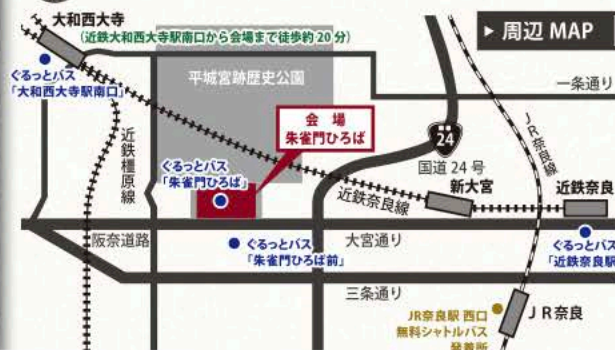 大和西大寺
(近鉄大和西大寺駅南口から会場まで徒歩約20分)
▶ 周辺 MAP
ぐるっとバス
「大和西大寺駅南口」
平城宮跡歴史公園
一条通り
会 場
朱雀門ひろば
24
国道24号
JR奈良線
近鉄橿原線
ぐるっとバス
「朱雀門ひろば」
近鉄奈良線
新大宮
近鉄奈良
阪奈道路
ぐるっとバス
「朱雀門ひろば前」
大宮通り
ぐるっとバス
「近鉄奈良駅
三条通り
JR奈良駅 西口
無料シャトルバス
発着所
JR奈良